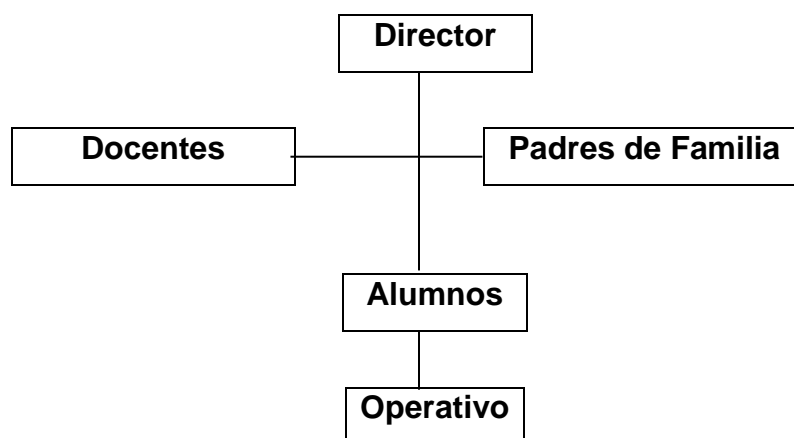 Director
Docentes
Padres de Familia
Alumnos
Operativo